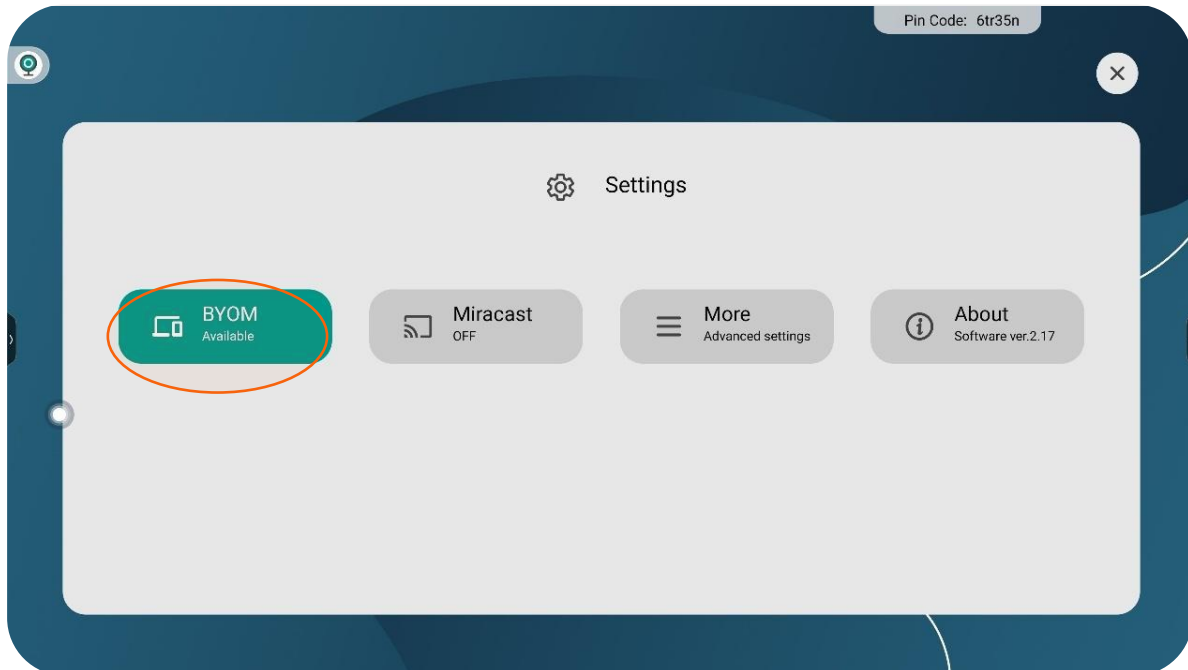 Pin Code: 6tr35n
Settings
BYOM
Available
Miracast
OFF
More
Advanced settings
About
Software ver.2.17